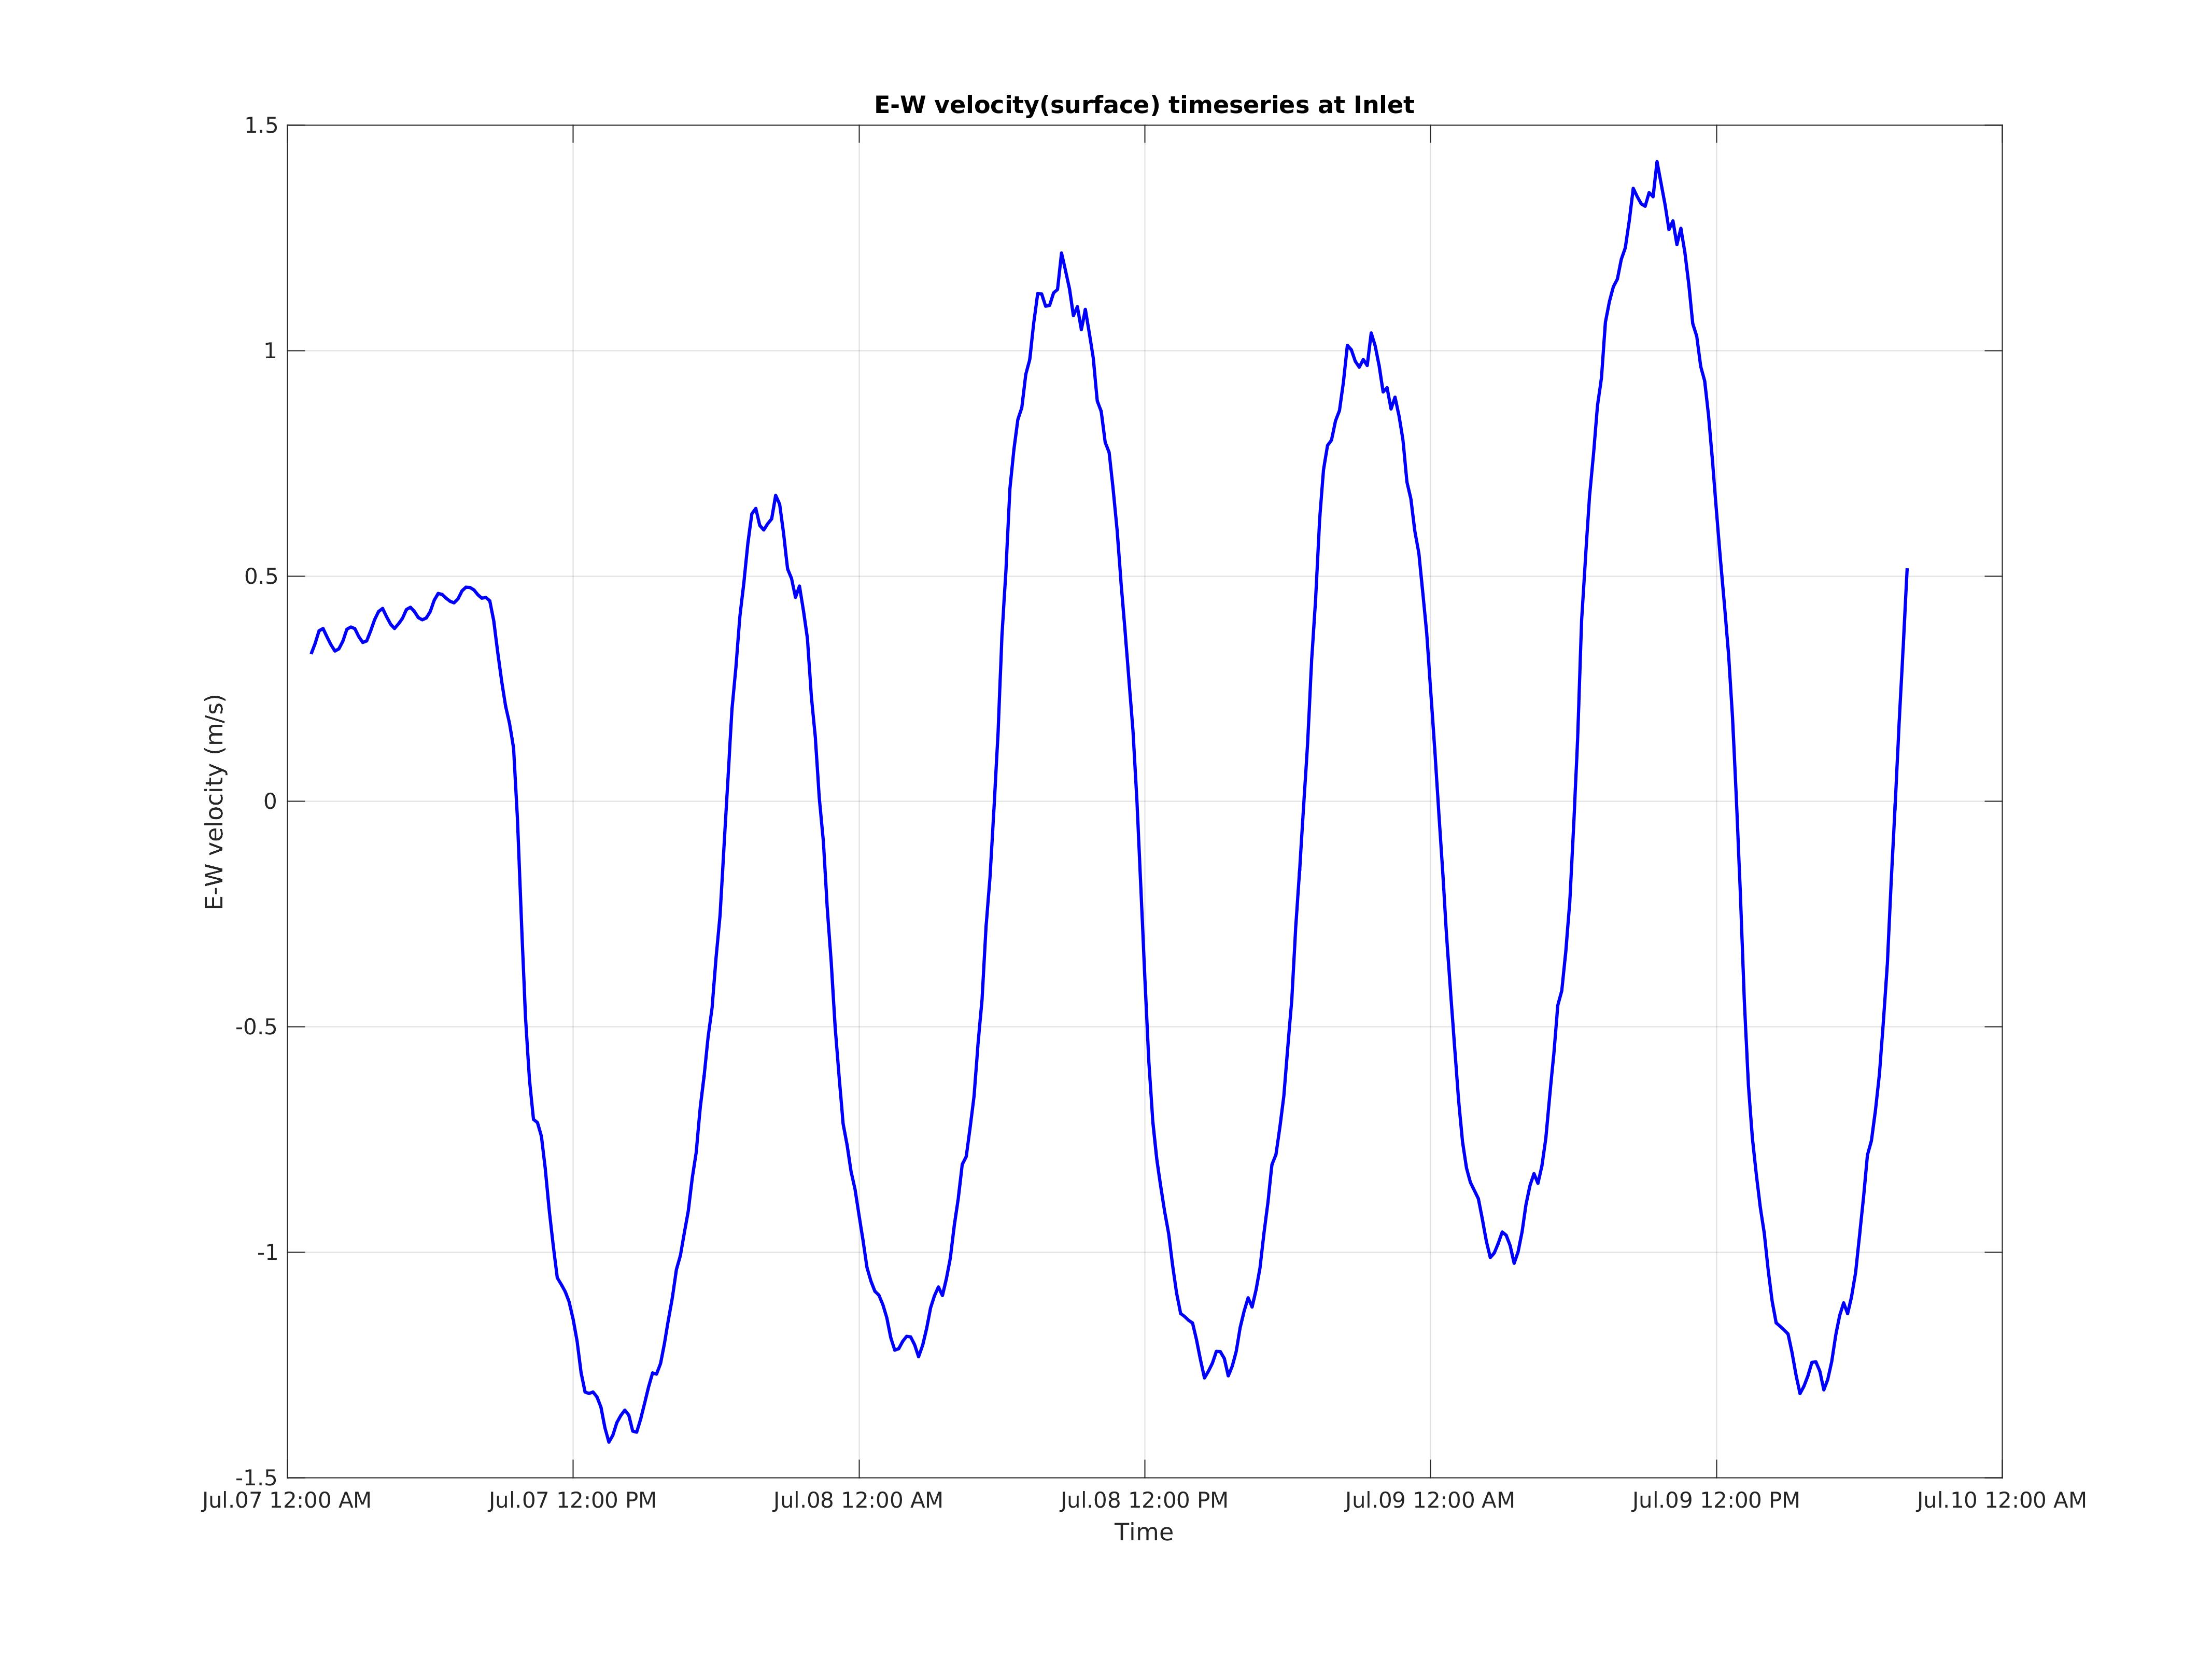 E-W velocity(surface) timeseries at Inlet
1.5
1
0.5
0
-0.5
-1
-1.5
E-W velocity (m/s)
Jul.07 12:00 AM
Jul.07 12:00 PM
Jul.08 12:00 AM
Jul.08 12:00 PM
Jul.09 12:00 AM
Jul.09 12:00 PM
Jul.10 12:00 AM
Time